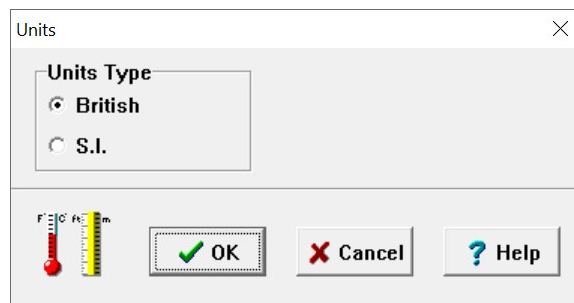 Units
Units Type
British
S.I.
F° C° ft m
OK
Cancel
Help